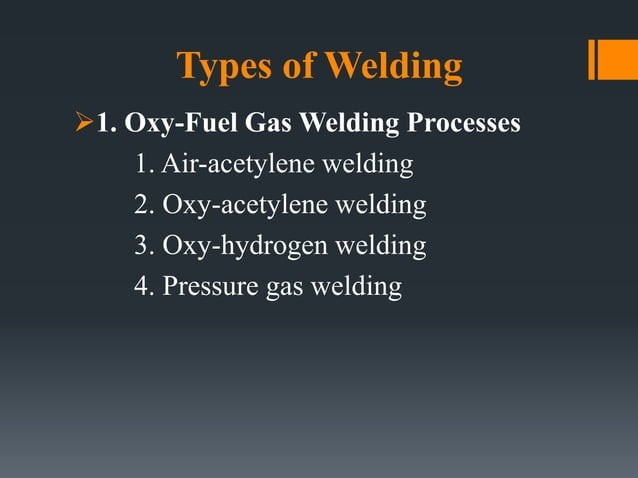 Types of Welding
➢1. Oxy-Fuel Gas Welding Processes
1. Air-acetylene welding
2. Oxy-acetylene welding
3. Oxy-hydrogen welding
4. Pressure gas welding